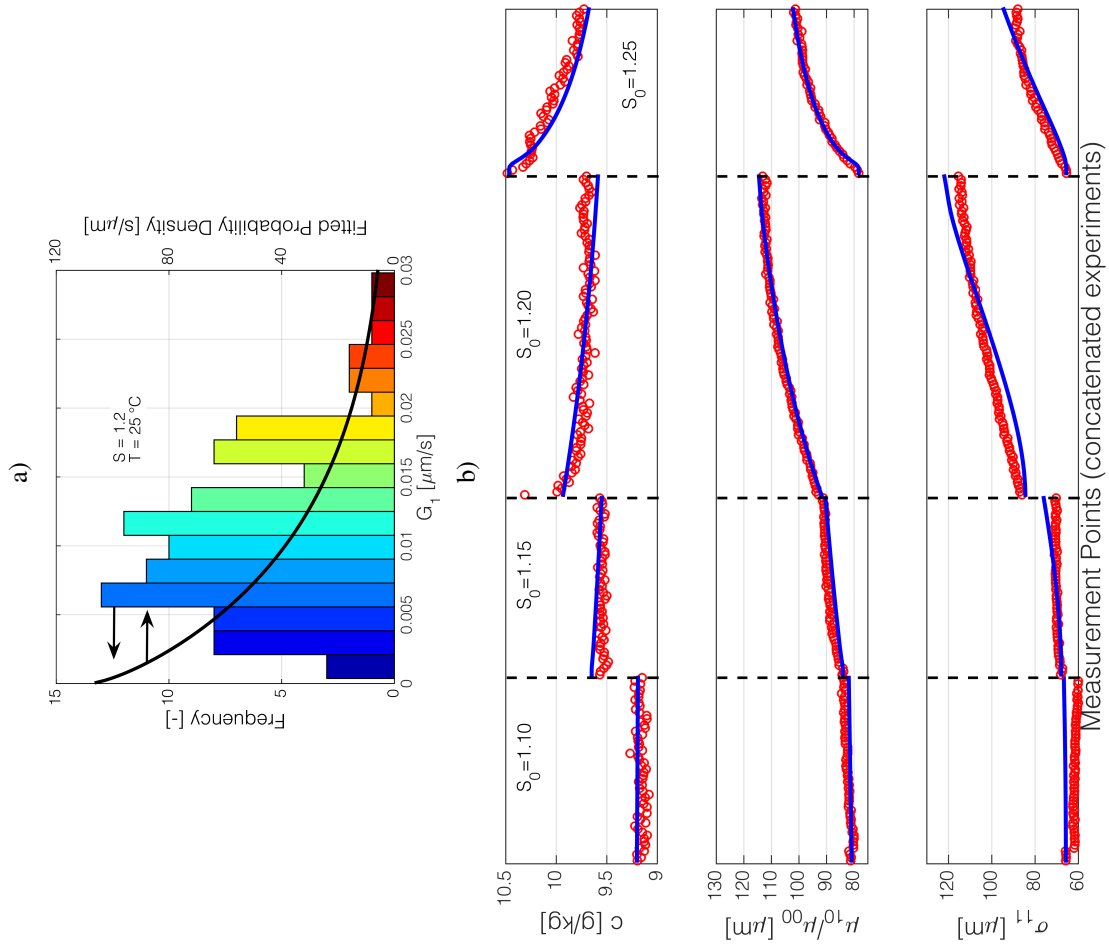 a)
Fitted Probability Density [s/μm]
120
80
40
0
15
10
5
0
Frequency [-]
S = 1.2
T = 25 °C
0
0.005
0.01
0.015
0.02
0.025
0.03
G1 [μm/s]
b)
10.5
10
9.5
9
c [g/kg]
S0=1.10
S0=1.15
S0=1.20
S0=1.25
130
120
110
100
90
80
μ10/μ00 [μm]
120
100
80
60
σ11 [μm]
Measurement Points (concatenated experiments)